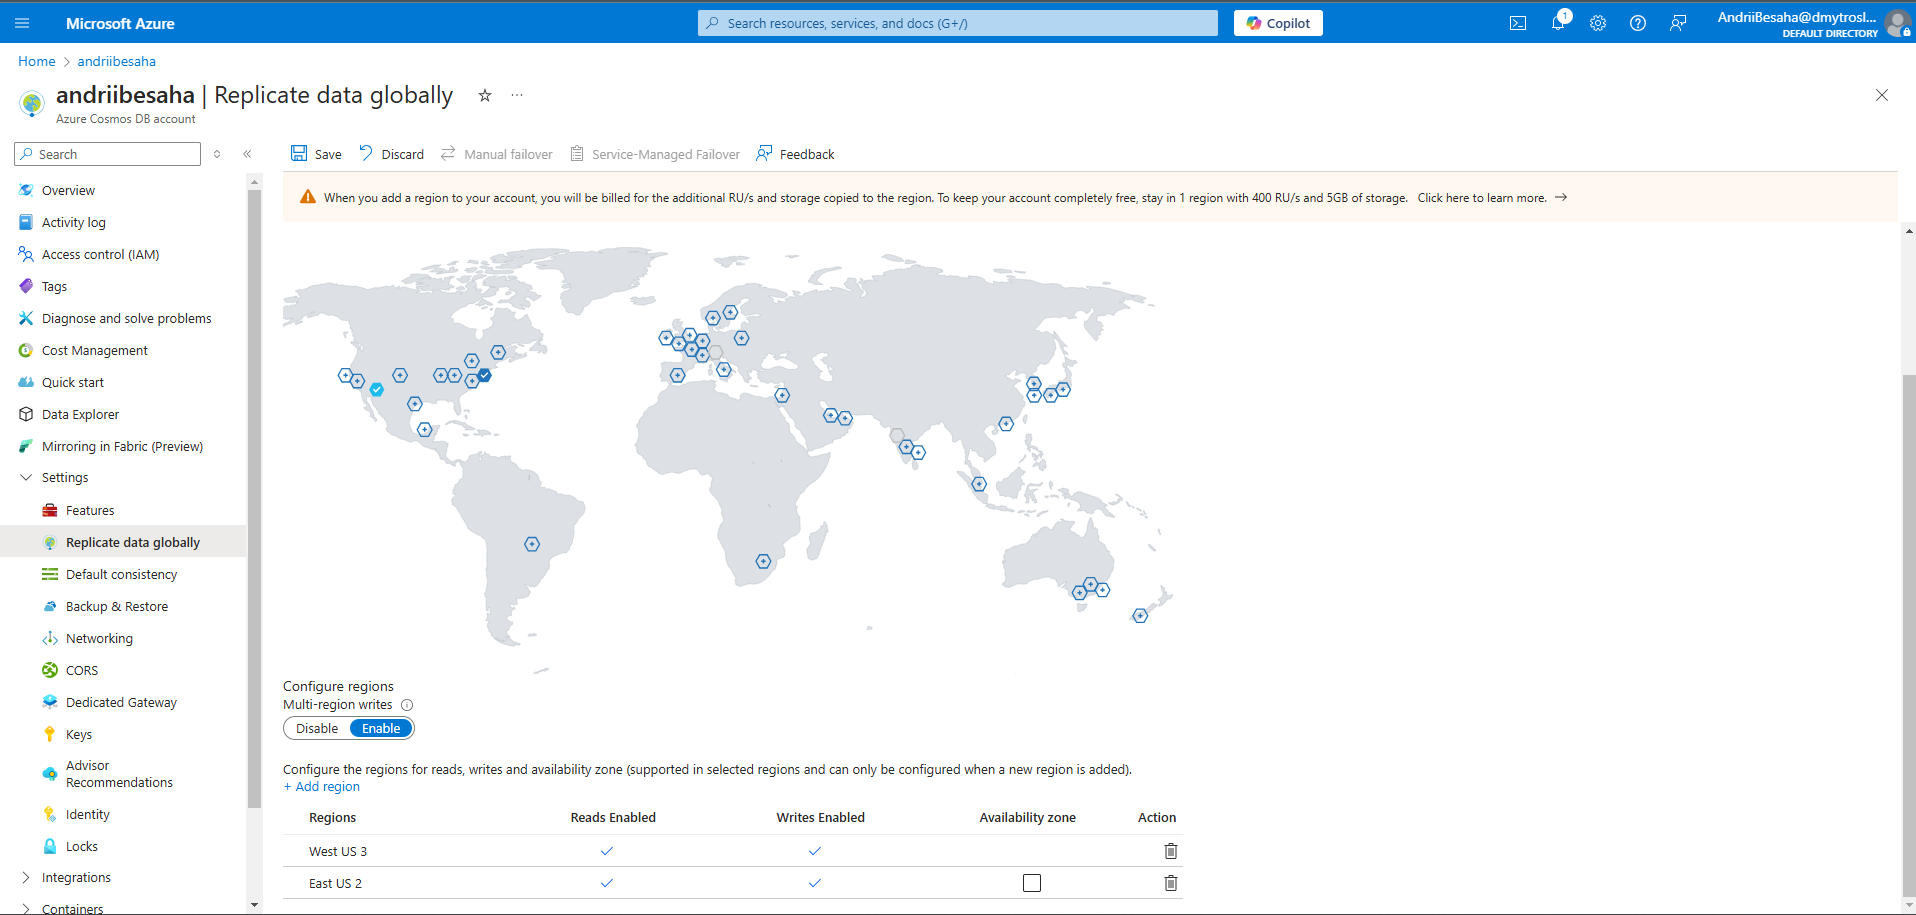 Microsoft Azure
Search resources, services, and docs (G+/)
Copilot
1
AndriiBesaha@dmytrosl...
DEFAULT DIRECTORY
Home > andriibesaha
andriibesaha | Replicate data globally
Azure Cosmos DB account
Search
Save
Discard
Manual failover
Service-Managed Failover
Feedback
When you add a region to your account, you will be billed for the additional RU/s and storage copied to the region. To keep your account completely free, stay in 1 region with 400 RU/s and 5GB of storage. Click here to learn more. →
Overview
Activity log
Access control (IAM)
Tags
Diagnose and solve problems
Cost Management
Quick start
Data Explorer
Mirroring in Fabric (Preview)
Settings
Features
Replicate data globally
Default consistency
Backup & Restore
Networking
CORS
Dedicated Gateway
Keys
Advisor
Recommendations
Identity
Locks
Integrations
Containers
Configure regions
Multi-region writes
Disable Enable
Configure the regions for reads, writes and availability zone (supported in selected regions and can only be configured when a new region is added).
+ Add region
Regions Reads Enabled Writes Enabled Availability zone Action
West US 3
East US 2